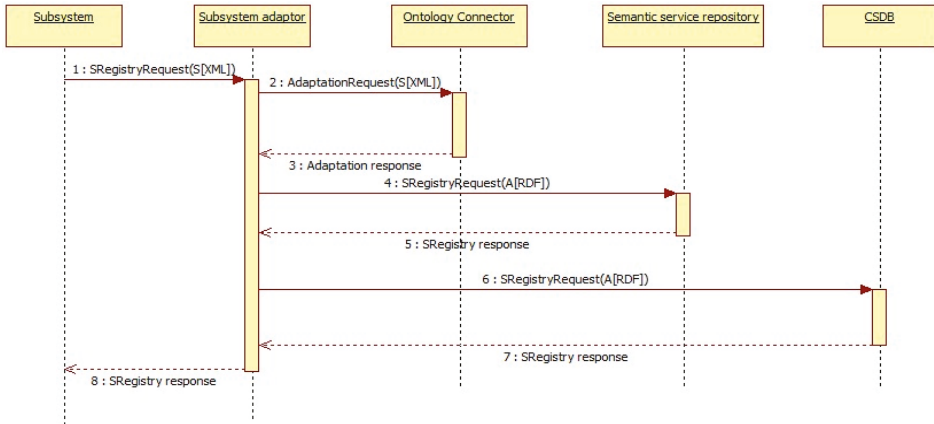 Subsystem
Subsystem adaptor
Ontology Connector
Semantic service repository
CSDB
1 : SRegistryRequest(S[XML])
2 : AdaptationRequest(S[XML])
3 : Adaptation response
4 : SRegistryRequest(A[RDF])
5 : SRegistry response
6 : SRegistryRequest(A[RDF])
7 : SRegistry response
8 : SRegistry response